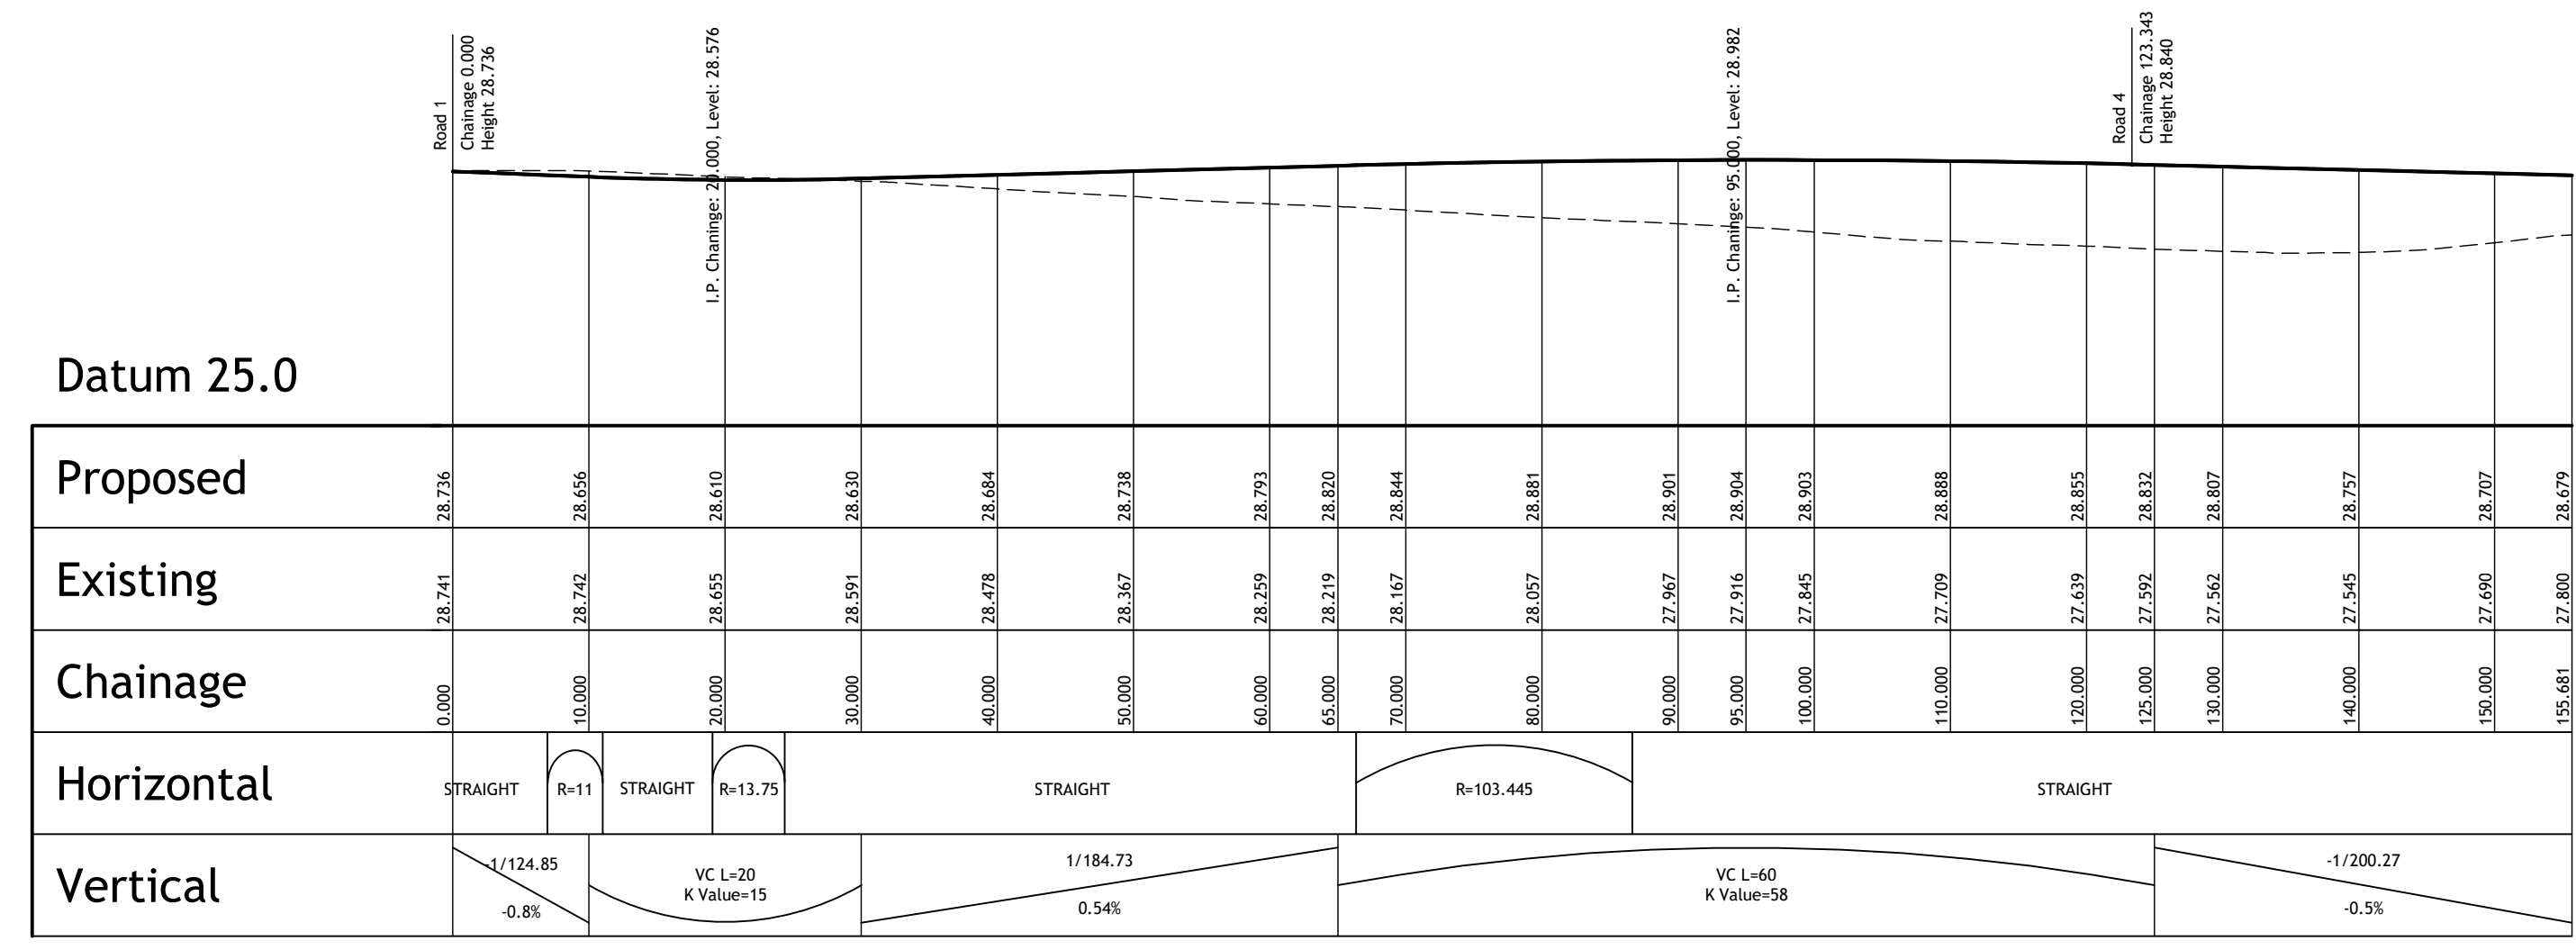 Road 1
Chainage 0.000
Height 28.736
I.P. Chaninge: 20.000, Level: 28.576
I.P. Chaninge: 95.000, Level: 28.982
Road 4
Chainage 123.343
Height 28.840
Datum 25.0
Proposed 28.736 28.656 28.610 28.630 28.684 28.738 28.793 28.820 28.844 28.881 28.901 28.904 28.903 28.888 28.855 28.832 28.807 28.757 28.707 28.679
Existing 28.741 28.742 28.655 28.591 28.478 28.367 28.259 28.219 28.167 28.057 27.967 27.916 27.845 27.709 27.639 27.592 27.562 27.545 27.690 27.800
Chainage 0.000 10.000 20.000 30.000 40.000 50.000 60.000 65.000 70.000 80.000 90.000 95.000 100.000 110.000 120.000 125.000 130.000 140.000 150.000 155.681
Horizontal STRAIGHT R=11 STRAIGHT R=13.75 STRAIGHT R=103.445 STRAIGHT
Vertical
-1/124.85
-0.8%
VC L=20
K Value=15
1/184.73
0.54%
VC L=60
K Value=58
-1/200.27
-0.5%